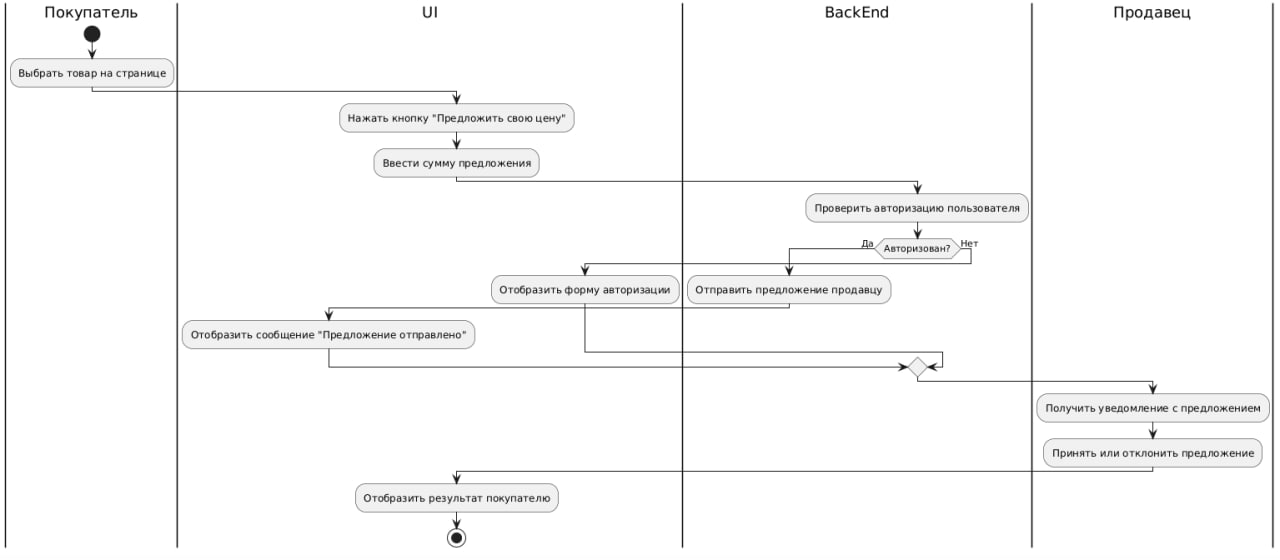 Покупатель
UI
BackEnd
Продавец
Выбрать товар на странице
Нажать кнопку "Предложить свою цену"
Ввести сумму предложения
Проверить авторизацию пользователя
Да
Авторизован?
Нет
Отобразить форму авторизации
Отправить предложение продавцу
Отобразить сообщение "Предложение отправлено"
Получить уведомление с предложением
Принять или отклонить предложение
Отобразить результат покупателю